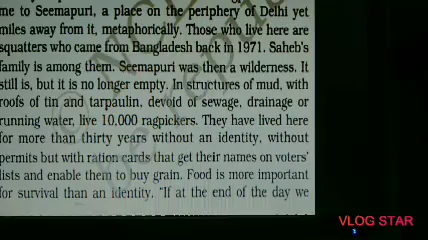 me to Seemapuri, a place on the periphery of Delhi yet
miles away from it, metaphorically. Those who live here are
squatters who came from Bangladesh back in 1971. Saheb's
family is among them. Seemapuri was then a wilderness. It
still is, but it is no longer empty. In structures of mud, with
roofs of tin and tarpaulin, devoid of sewage, drainage or
running water, live 10,000 ragpickers. They have lived here
for more than thirty years without an identity, without
permits but with ration cards that get their names on voters'
lists and enable them to buy grain. Food is more important
for survival than an identity. "If at the end of the day we
VLOG STAR